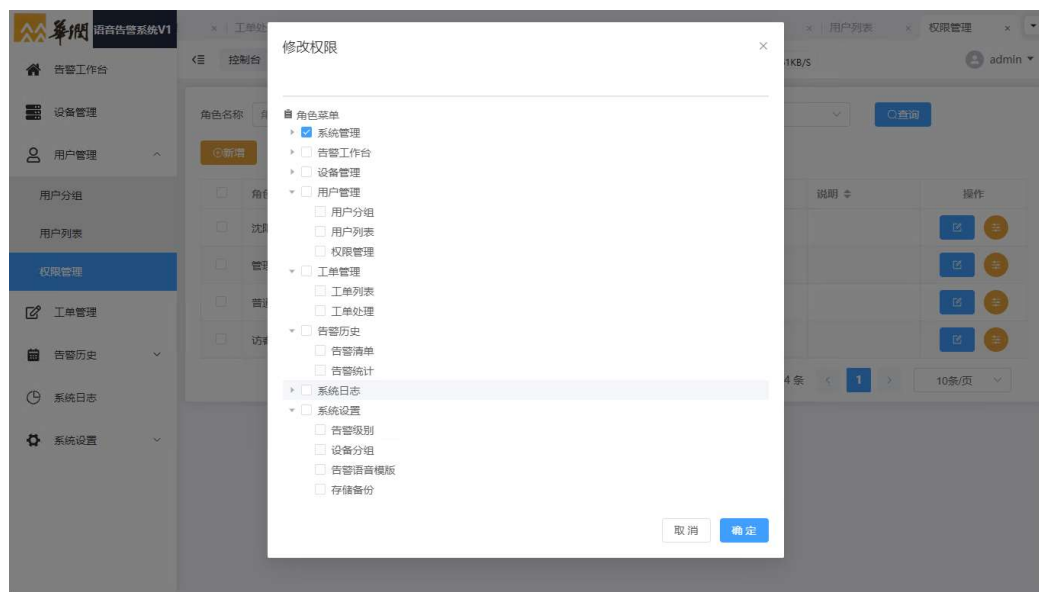 華潤 语音告警系统V1
工单处
用户列表
权限管理
控制台
1KB/S
admin
告警工作台
设备管理
用户管理
用户分组
用户列表
权限管理
工单管理
告警历史
系统日志
系统设置
角色名称
查询
新增
说明
操作
4 条
1
10条/页
修改权限
角色菜单
系统管理
告警工作台
设备管理
用户管理
用户分组
用户列表
权限管理
工单管理
工单列表
工单处理
告警历史
告警清单
告警统计
系统日志
系统设置
告警级别
设备分组
告警语音模版
存储备份
取消
确定